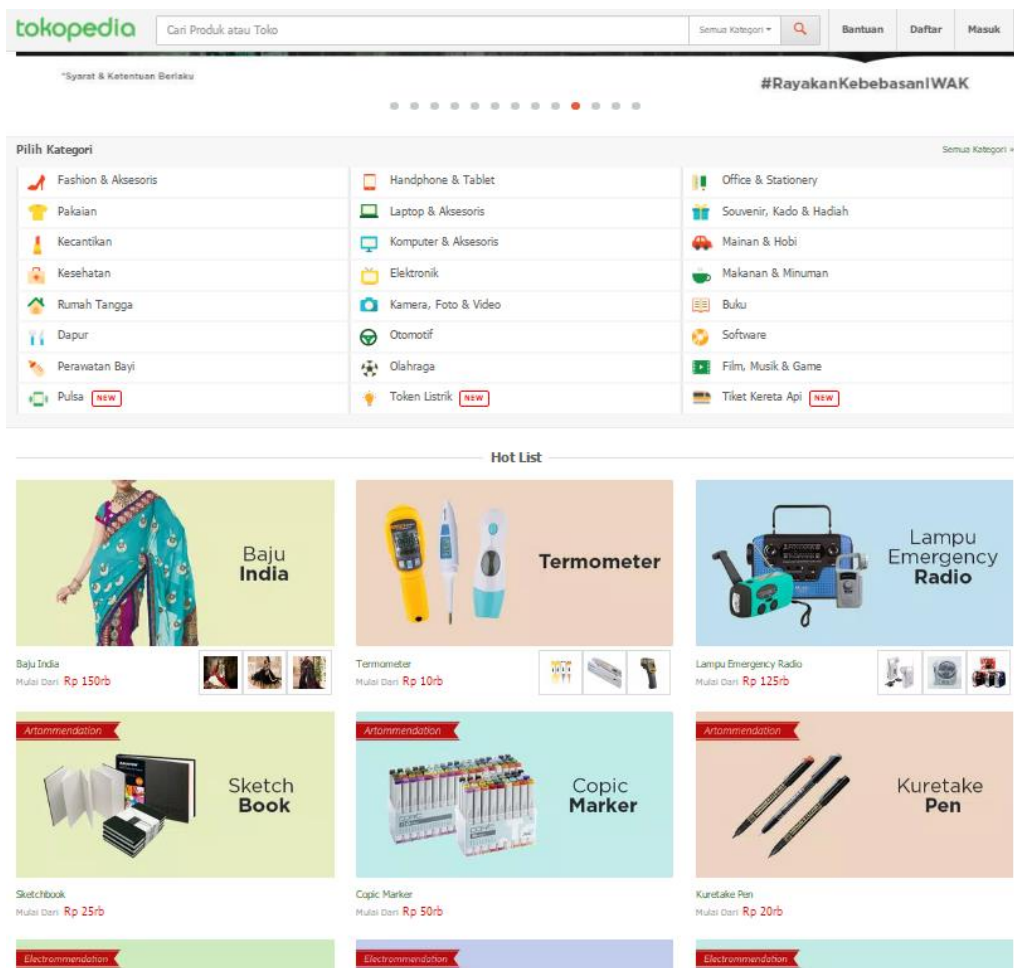 tokopedia Cari Produk atau Toko Semua Kategori Bantuan Daftar Masuk
*Syarat & Ketentuan Berlaku
#RayakanKebebasanIWAK
Pilih Kategori Semua Kategori »
Fashion & Aksesoris Handphone & Tablet Office & Stationery
Pakaian Laptop & Aksesoris Souvenir, Kado & Hadiah
Kecantikan Komputer & Aksesoris Mainan & Hobi
Kesehatan Elektronik Makanan & Minuman
Rumah Tangga Kamera, Foto & Video Buku
Dapur Otomotif Software
Perawatan Bayi Olahraga Film, Musik & Game
Pulsa NEW Token Listrik NEW Tiket Kereta Api NEW
Hot List
Baju
India
Termometer
Lampu
Emergency
Radio
Baju India Termometer Lampu Emergency Radio
Mulai Dari Rp 150rb Mulai Dari Rp 10rb Mulai Dari Rp 125rb
Artommendation Artommendation Artommendation
Sketch
Book
Copic
Marker
COPIC
Kuretake
Pen
Sketchbook Copic Marker Kuretake Pen
Mulai Dari Rp 25rb Mulai Dari Rp 50rb Mulai Dari Rp 20rb
Electrommendation Electrommendation Electrommendation